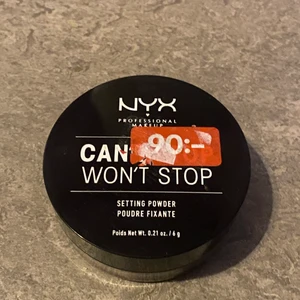 NYX
PROFESSIONAL
MAKEUP
90:-
CAN'T
WON'T STOP
SETTING POWDER
POUDRE FIXANTE
Poids Net Wt. 0.21 oz. / 6 g